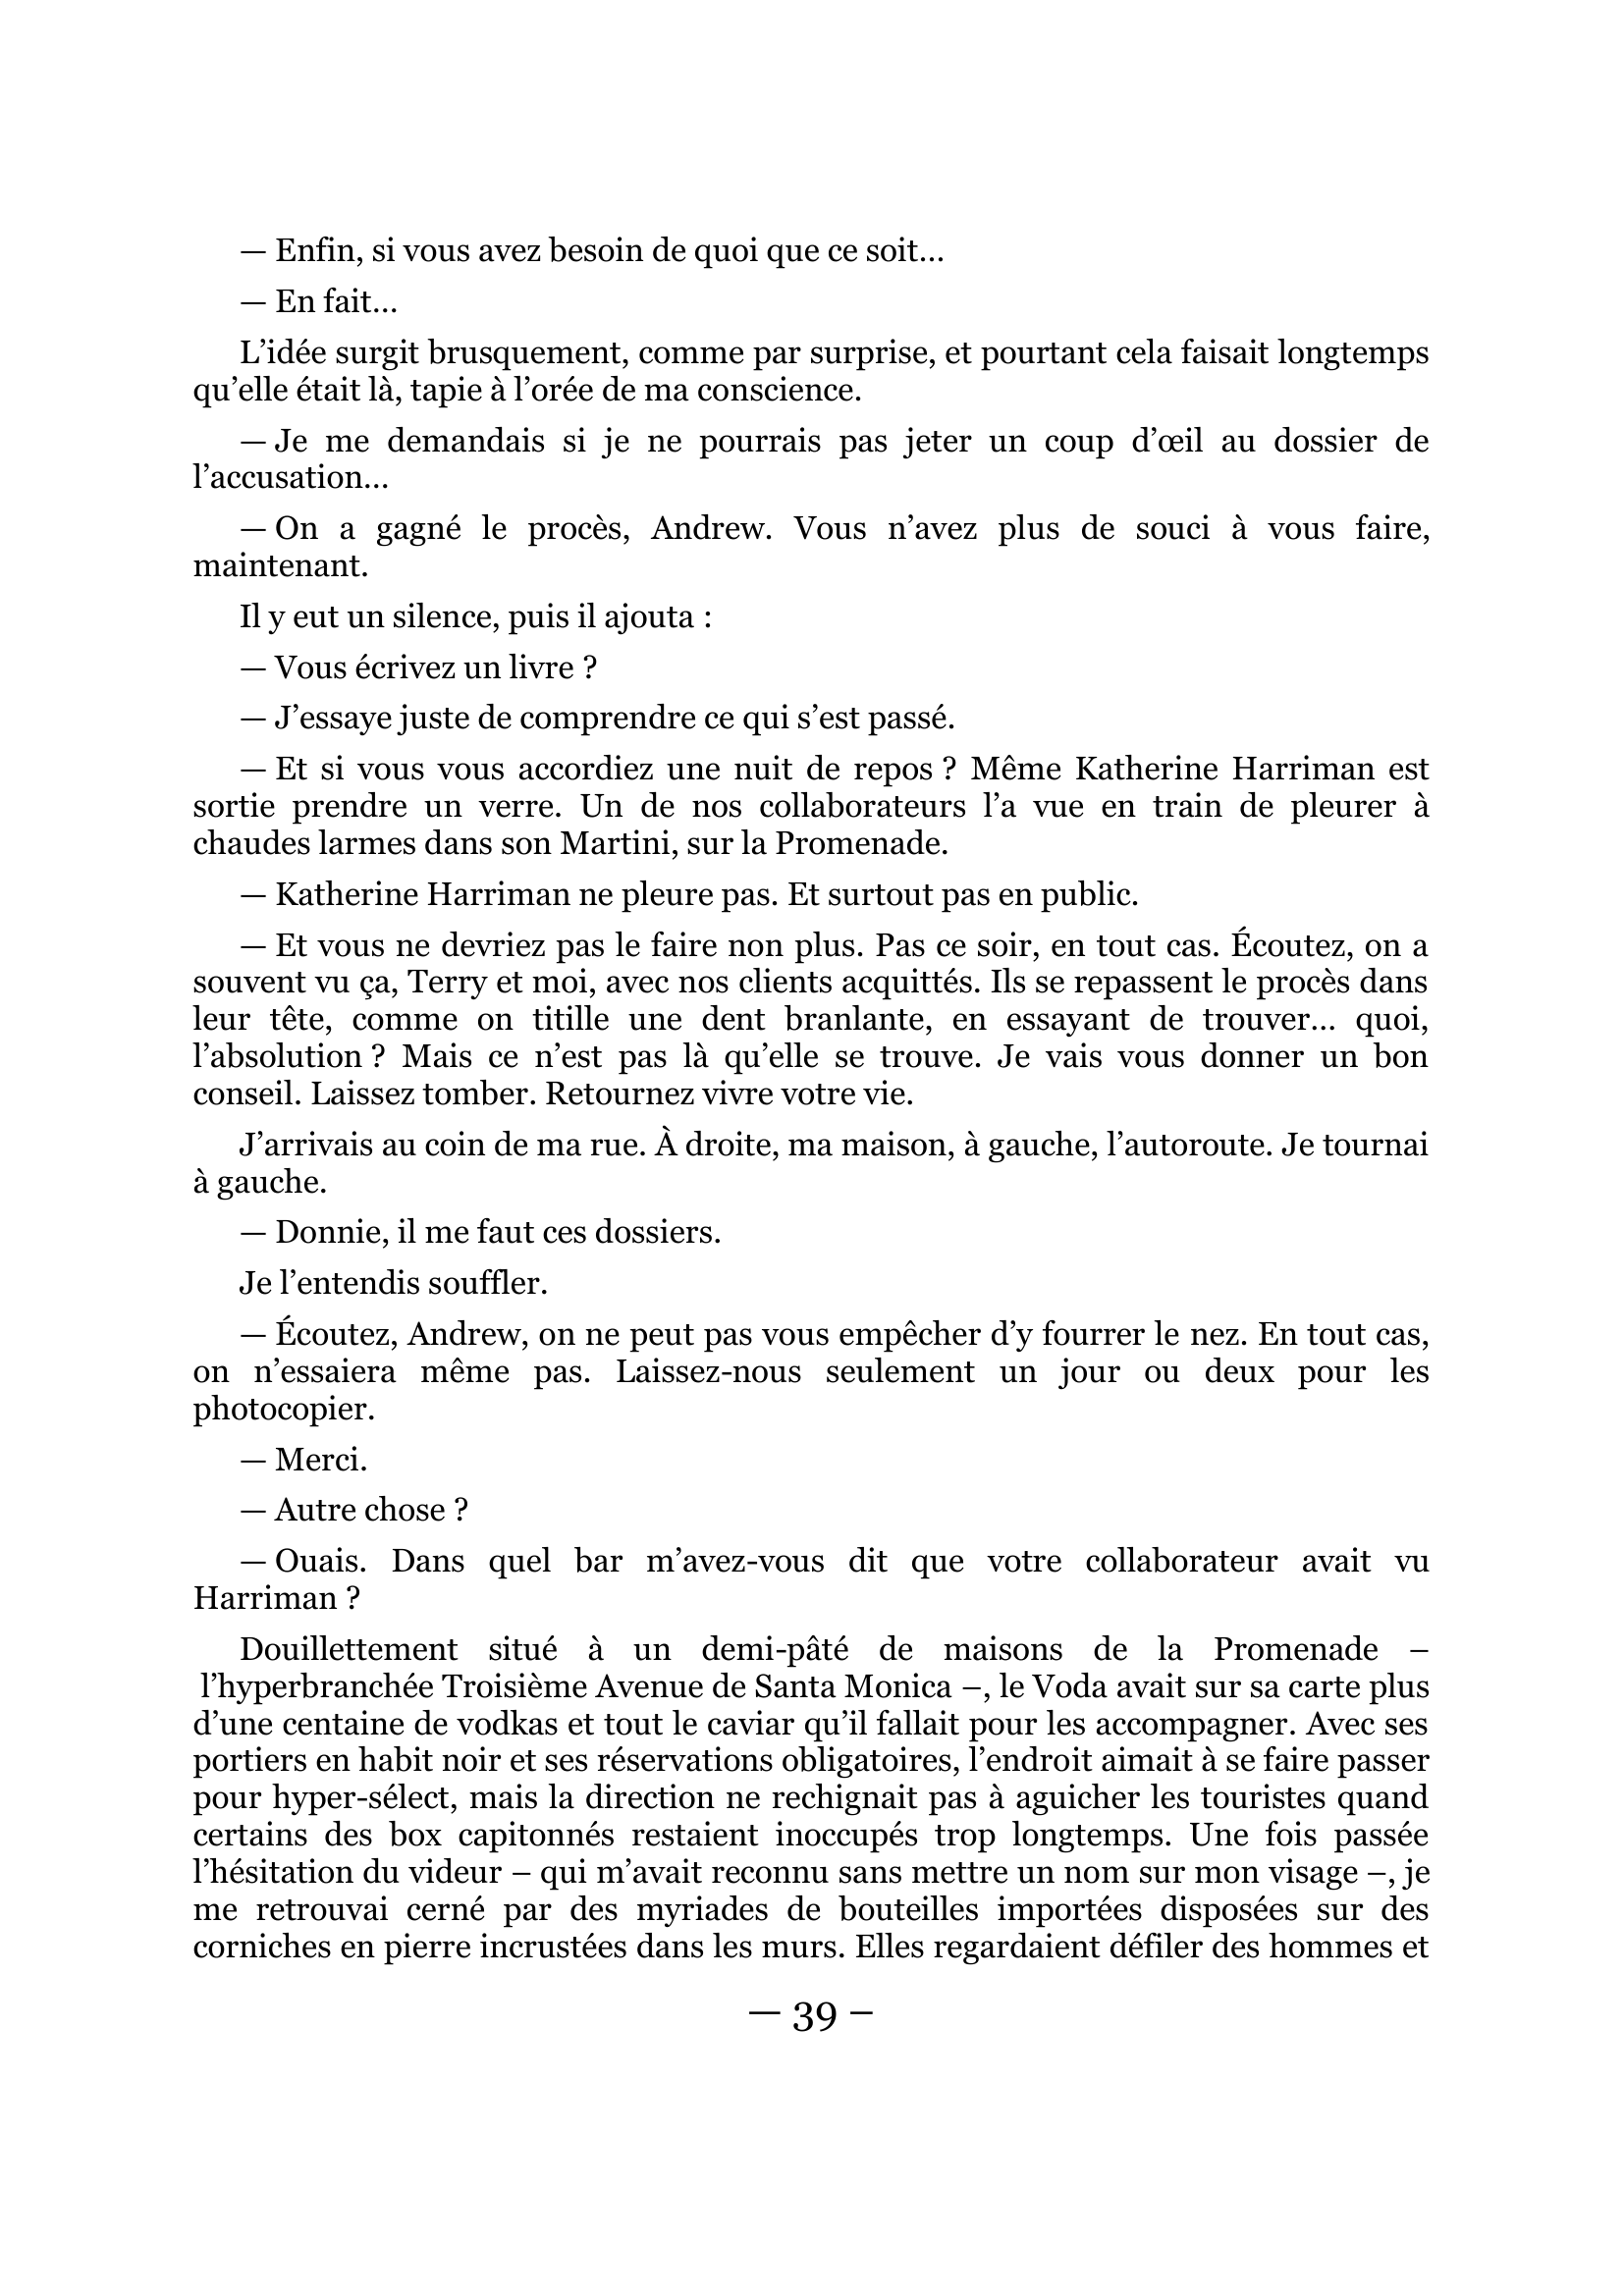 — Enfin, si vous avez besoin de quoi que ce soit…
— En fait…
L’idée surgit brusquement, comme par surprise, et pourtant cela faisait longtemps
qu’elle était là, tapie à l’orée de ma conscience.
— Je me demandais si je ne pourrais pas jeter un coup d’œil au dossier de
l’accusation…
— On a gagné le procès, Andrew. Vous n’avez plus de souci à vous faire,
maintenant.
Il y eut un silence, puis il ajouta :
— Vous écrivez un livre ?
— J’essaye juste de comprendre ce qui s’est passé.
— Et si vous vous accordiez une nuit de repos ? Même Katherine Harriman est
sortie prendre un verre. Un de nos collaborateurs l’a vue en train de pleurer à
chaudes larmes dans son Martini, sur la Promenade.
— Katherine Harriman ne pleure pas. Et surtout pas en public.
— Et vous ne devriez pas le faire non plus. Pas ce soir, en tout cas. Écoutez, on a
souvent vu ça, Terry et moi, avec nos clients acquittés. Ils se repassent le procès dans
leur tête, comme on titille une dent branlante, en essayant de trouver… quoi,
l’absolution ? Mais ce n’est pas là qu’elle se trouve. Je vais vous donner un bon
conseil. Laissez tomber. Retournez vivre votre vie.
J’arrivais au coin de ma rue. À droite, ma maison, à gauche, l’autoroute. Je tournai
à gauche.
— Donnie, il me faut ces dossiers.
Je l’entendis souffler.
— Écoutez, Andrew, on ne peut pas vous empêcher d’y fourrer le nez. En tout cas,
on n’essaiera même pas. Laissez-nous seulement un jour ou deux pour les
photocopier.
— Merci.
— Autre chose ?
— Ouais. Dans quel bar m’avez-vous dit que votre collaborateur avait vu
Harriman ?
Douillettement situé à un demi-pâté de maisons de la Promenade –
l’hyperbranchée Troisième Avenue de Santa Monica –, le Voda avait sur sa carte plus
d’une centaine de vodkas et tout le caviar qu’il fallait pour les accompagner. Avec ses
portiers en habit noir et ses réservations obligatoires, l’endroit aimait à se faire passer
pour hyper-sélect, mais la direction ne rechignait pas à aguicher les touristes quand
certains des box capitonnés restaient inoccupés trop longtemps. Une fois passée
l’hésitation du videur – qui m’avait reconnu sans mettre un nom sur mon visage –, je
me retrouvai cerné par des myriades de bouteilles importées disposées sur des
corniches en pierre incrustées dans les murs. Elles regardaient défiler des hommes et
— 39 –